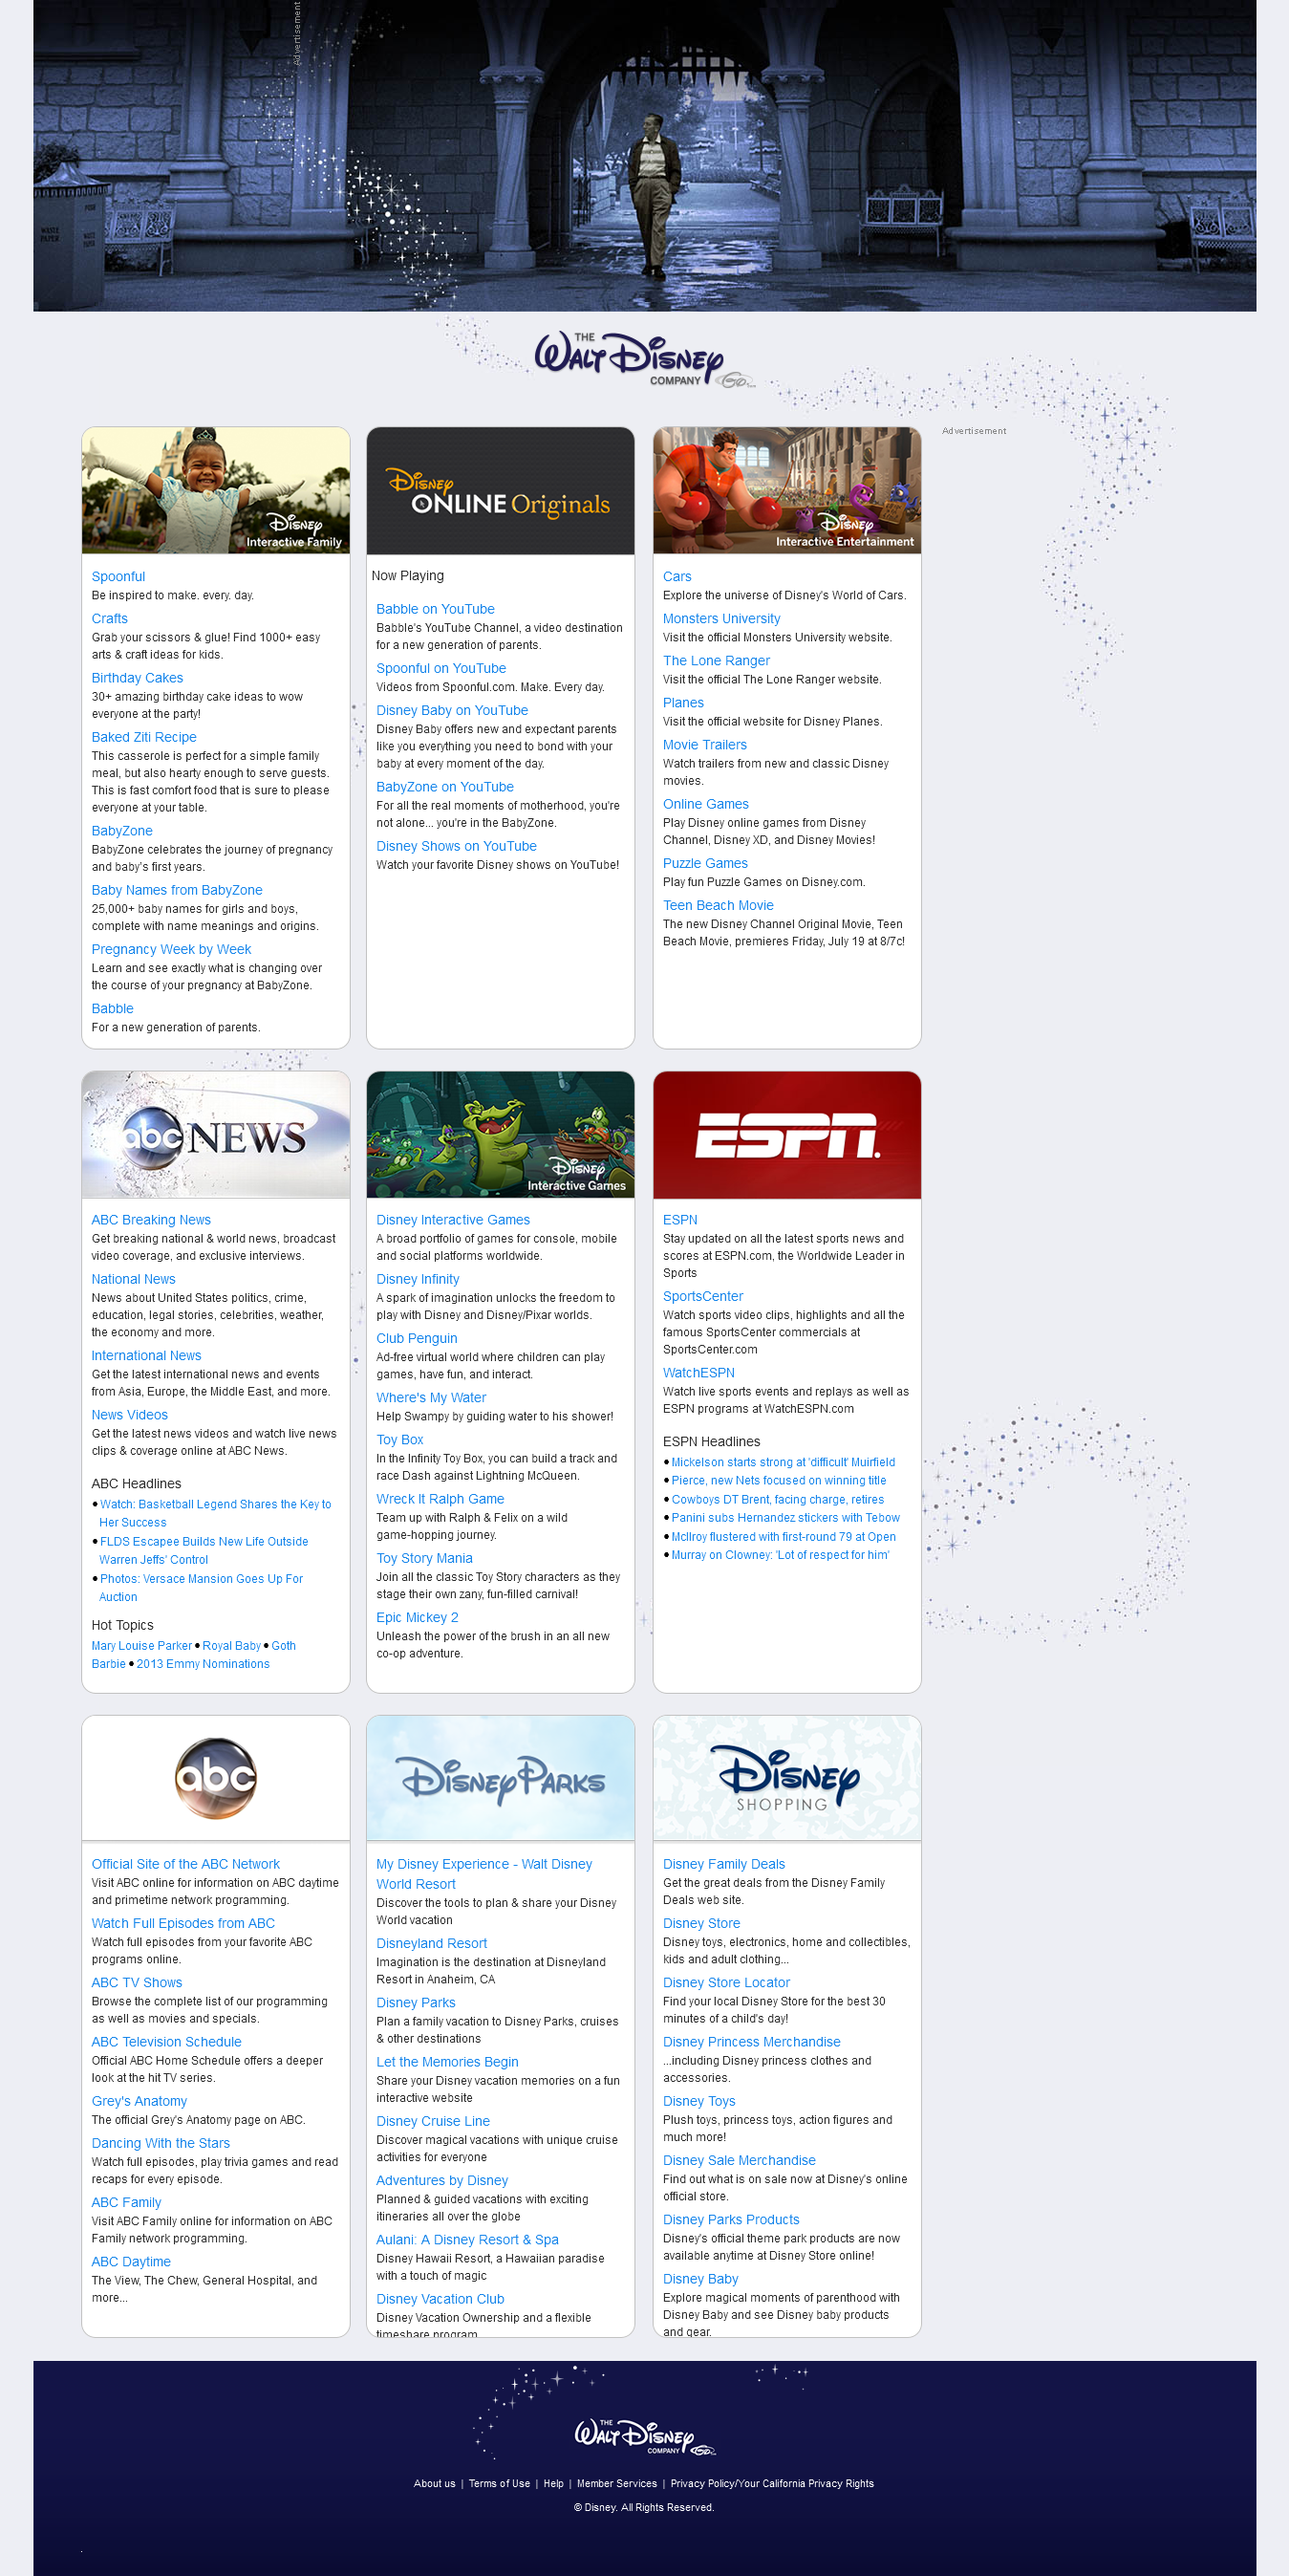 Advertisement
WASTE
PAPER
THE
WALT DISNEY
COMPANY Go.com
Advertisement
Disney
Interactive Family
Spoonful
Be inspired to make. every. day.
Crafts
Grab your scissors & glue! Find 1000+ easy
arts & craft ideas for kids.
Birthday Cakes
30+ amazing birthday cake ideas to wow
everyone at the party!
Baked Ziti Recipe
This casserole is perfect for a simple family
meal, but also hearty enough to serve guests.
This is fast comfort food that is sure to please
everyone at your table.
BabyZone
BabyZone celebrates the journey of pregnancy
and baby's first years.
Baby Names from BabyZone
25,000+ baby names for girls and boys,
complete with name meanings and origins.
Pregnancy Week by Week
Learn and see exactly what is changing over
the course of your pregnancy at BabyZone.
Babble
For a new generation of parents.
Disney
ONLINE Originals
Now Playing
Babble on YouTube
Babble's YouTube Channel, a video destination
for a new generation of parents.
Spoonful on YouTube
Videos from Spoonful.com. Make. Every day.
Disney Baby on YouTube
Disney Baby offers new and expectant parents
like you everything you need to bond with your
baby at every moment of the day.
BabyZone on YouTube
For all the real moments of motherhood, you're
not alone... you're in the BabyZone.
Disney Shows on YouTube
Watch your favorite Disney shows on YouTube!
Disney
Interactive Entertainment
Cars
Explore the universe of Disney's World of Cars.
Monsters University
Visit the official Monsters University website.
The Lone Ranger
Visit the official The Lone Ranger website.
Planes
Visit the official website for Disney Planes.
Movie Trailers
Watch trailers from new and classic Disney
movies.
Online Games
Play Disney online games from Disney
Channel, Disney XD, and Disney Movies!
Puzzle Games
Play fun Puzzle Games on Disney.com.
Teen Beach Movie
The new Disney Channel Original Movie, Teen
Beach Movie, premieres Friday, July 19 at 8/7c!
abc NEWS
ABC Breaking News
Get breaking national & world news, broadcast
video coverage, and exclusive interviews.
National News
News about United States politics, crime,
education, legal stories, celebrities, weather,
the economy and more.
International News
Get the latest international news and events
from Asia, Europe, the Middle East, and more.
News Videos
Get the latest news videos and watch live news
clips & coverage online at ABC News.
ABC Headlines
• Watch: Basketball Legend Shares the Key to
Her Success
• FLDS Escapee Builds New Life Outside
Warren Jeffs' Control
• Photos: Versace Mansion Goes Up For
Auction
Hot Topics
Mary Louise Parker • Royal Baby • Goth
Barbie • 2013 Emmy Nominations
Disney
Interactive Games
Disney Interactive Games
A broad portfolio of games for console, mobile
and social platforms worldwide.
Disney Infinity
A spark of imagination unlocks the freedom to
play with Disney and Disney/Pixar worlds.
Club Penguin
Ad-free virtual world where children can play
games, have fun, and interact.
Where's My Water
Help Swampy by guiding water to his shower!
Toy Box
In the Infinity Toy Box, you can build a track and
race Dash against Lightning McQueen.
Wreck It Ralph Game
Team up with Ralph & Felix on a wild
game-hopping journey.
Toy Story Mania
Join all the classic Toy Story characters as they
stage their own zany, fun-filled carnival!
Epic Mickey 2
Unleash the power of the brush in an all new
co-op adventure.
ESPN
ESPN
Stay updated on all the latest sports news and
scores at ESPN.com, the Worldwide Leader in
Sports
SportsCenter
Watch sports video clips, highlights and all the
famous SportsCenter commercials at
SportsCenter.com
WatchESPN
Watch live sports events and replays as well as
ESPN programs at WatchESPN.com
ESPN Headlines
• Mickelson starts strong at 'difficult' Muirfield
• Pierce, new Nets focused on winning title
• Cowboys DT Brent, facing charge, retires
• Panini subs Hernandez stickers with Tebow
• McIlroy flustered with first-round 79 at Open
• Murray on Clowney: 'Lot of respect for him'
abc
Official Site of the ABC Network
Visit ABC online for information on ABC daytime
and primetime network programming.
Watch Full Episodes from ABC
Watch full episodes from your favorite ABC
programs online.
ABC TV Shows
Browse the complete list of our programming
as well as movies and specials.
ABC Television Schedule
Official ABC Home Schedule offers a deeper
look at the hit TV series.
Grey's Anatomy
The official Grey's Anatomy page on ABC.
Dancing With the Stars
Watch full episodes, play trivia games and read
recaps for every episode.
ABC Family
Visit ABC Family online for information on ABC
Family network programming.
ABC Daytime
The View, The Chew, General Hospital, and
more...
Disney Parks
My Disney Experience - Walt Disney
World Resort
Discover the tools to plan & share your Disney
World vacation
Disneyland Resort
Imagination is the destination at Disneyland
Resort in Anaheim, CA
Disney Parks
Plan a family vacation to Disney Parks, cruises
& other destinations
Let the Memories Begin
Share your Disney vacation memories on a fun
interactive website
Disney Cruise Line
Discover magical vacations with unique cruise
activities for everyone
Adventures by Disney
Planned & guided vacations with exciting
itineraries all over the globe
Aulani: A Disney Resort & Spa
Disney Hawaii Resort, a Hawaiian paradise
with a touch of magic
Disney Vacation Club
Disney Vacation Ownership and a flexible
timeshare program
Disney
SHOPPING
Disney Family Deals
Get the great deals from the Disney Family
Deals web site.
Disney Store
Disney toys, electronics, home and collectibles,
kids and adult clothing...
Disney Store Locator
Find your local Disney Store for the best 30
minutes of a child's day!
Disney Princess Merchandise
...including Disney princess clothes and
accessories.
Disney Toys
Plush toys, princess toys, action figures and
much more!
Disney Sale Merchandise
Find out what is on sale now at Disney's online
official store.
Disney Parks Products
Disney's official theme park products are now
available anytime at Disney Store online!
Disney Baby
Explore magical moments of parenthood with
Disney Baby and see Disney baby products
and gear.
THE
WALT DISNEY
COMPANY Go.com
About us | Terms of Use | Help | Member Services | Privacy Policy/Your California Privacy Rights
© Disney. All Rights Reserved.